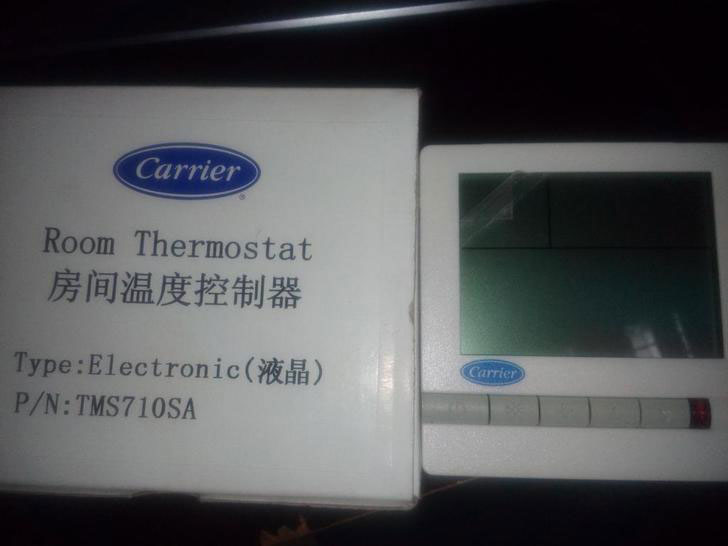 Carrier
Room Thermostat
房间温度控制器
Type:Electronic(液晶)
P/N:TMS710SA
Carrier